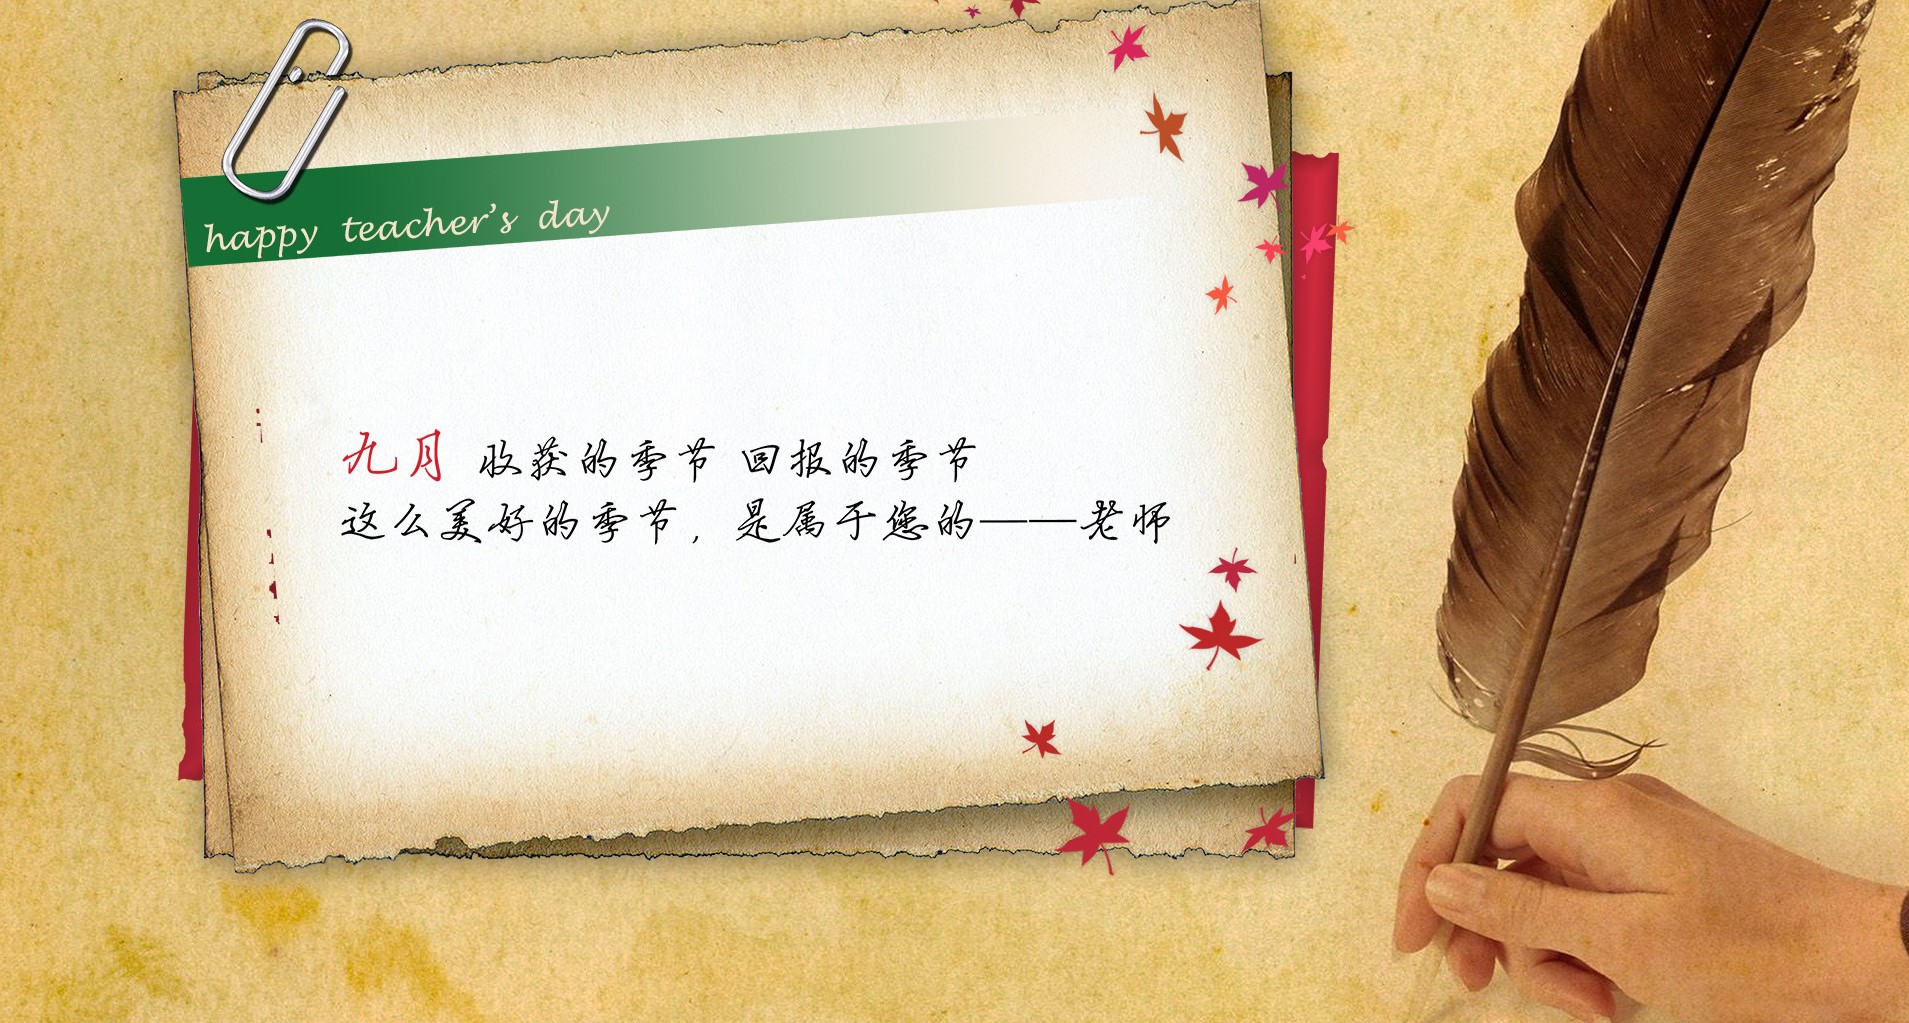 happy teacher's day
九月 收获的季节 回报的季节
这么美好的季节，是属于您的——老师